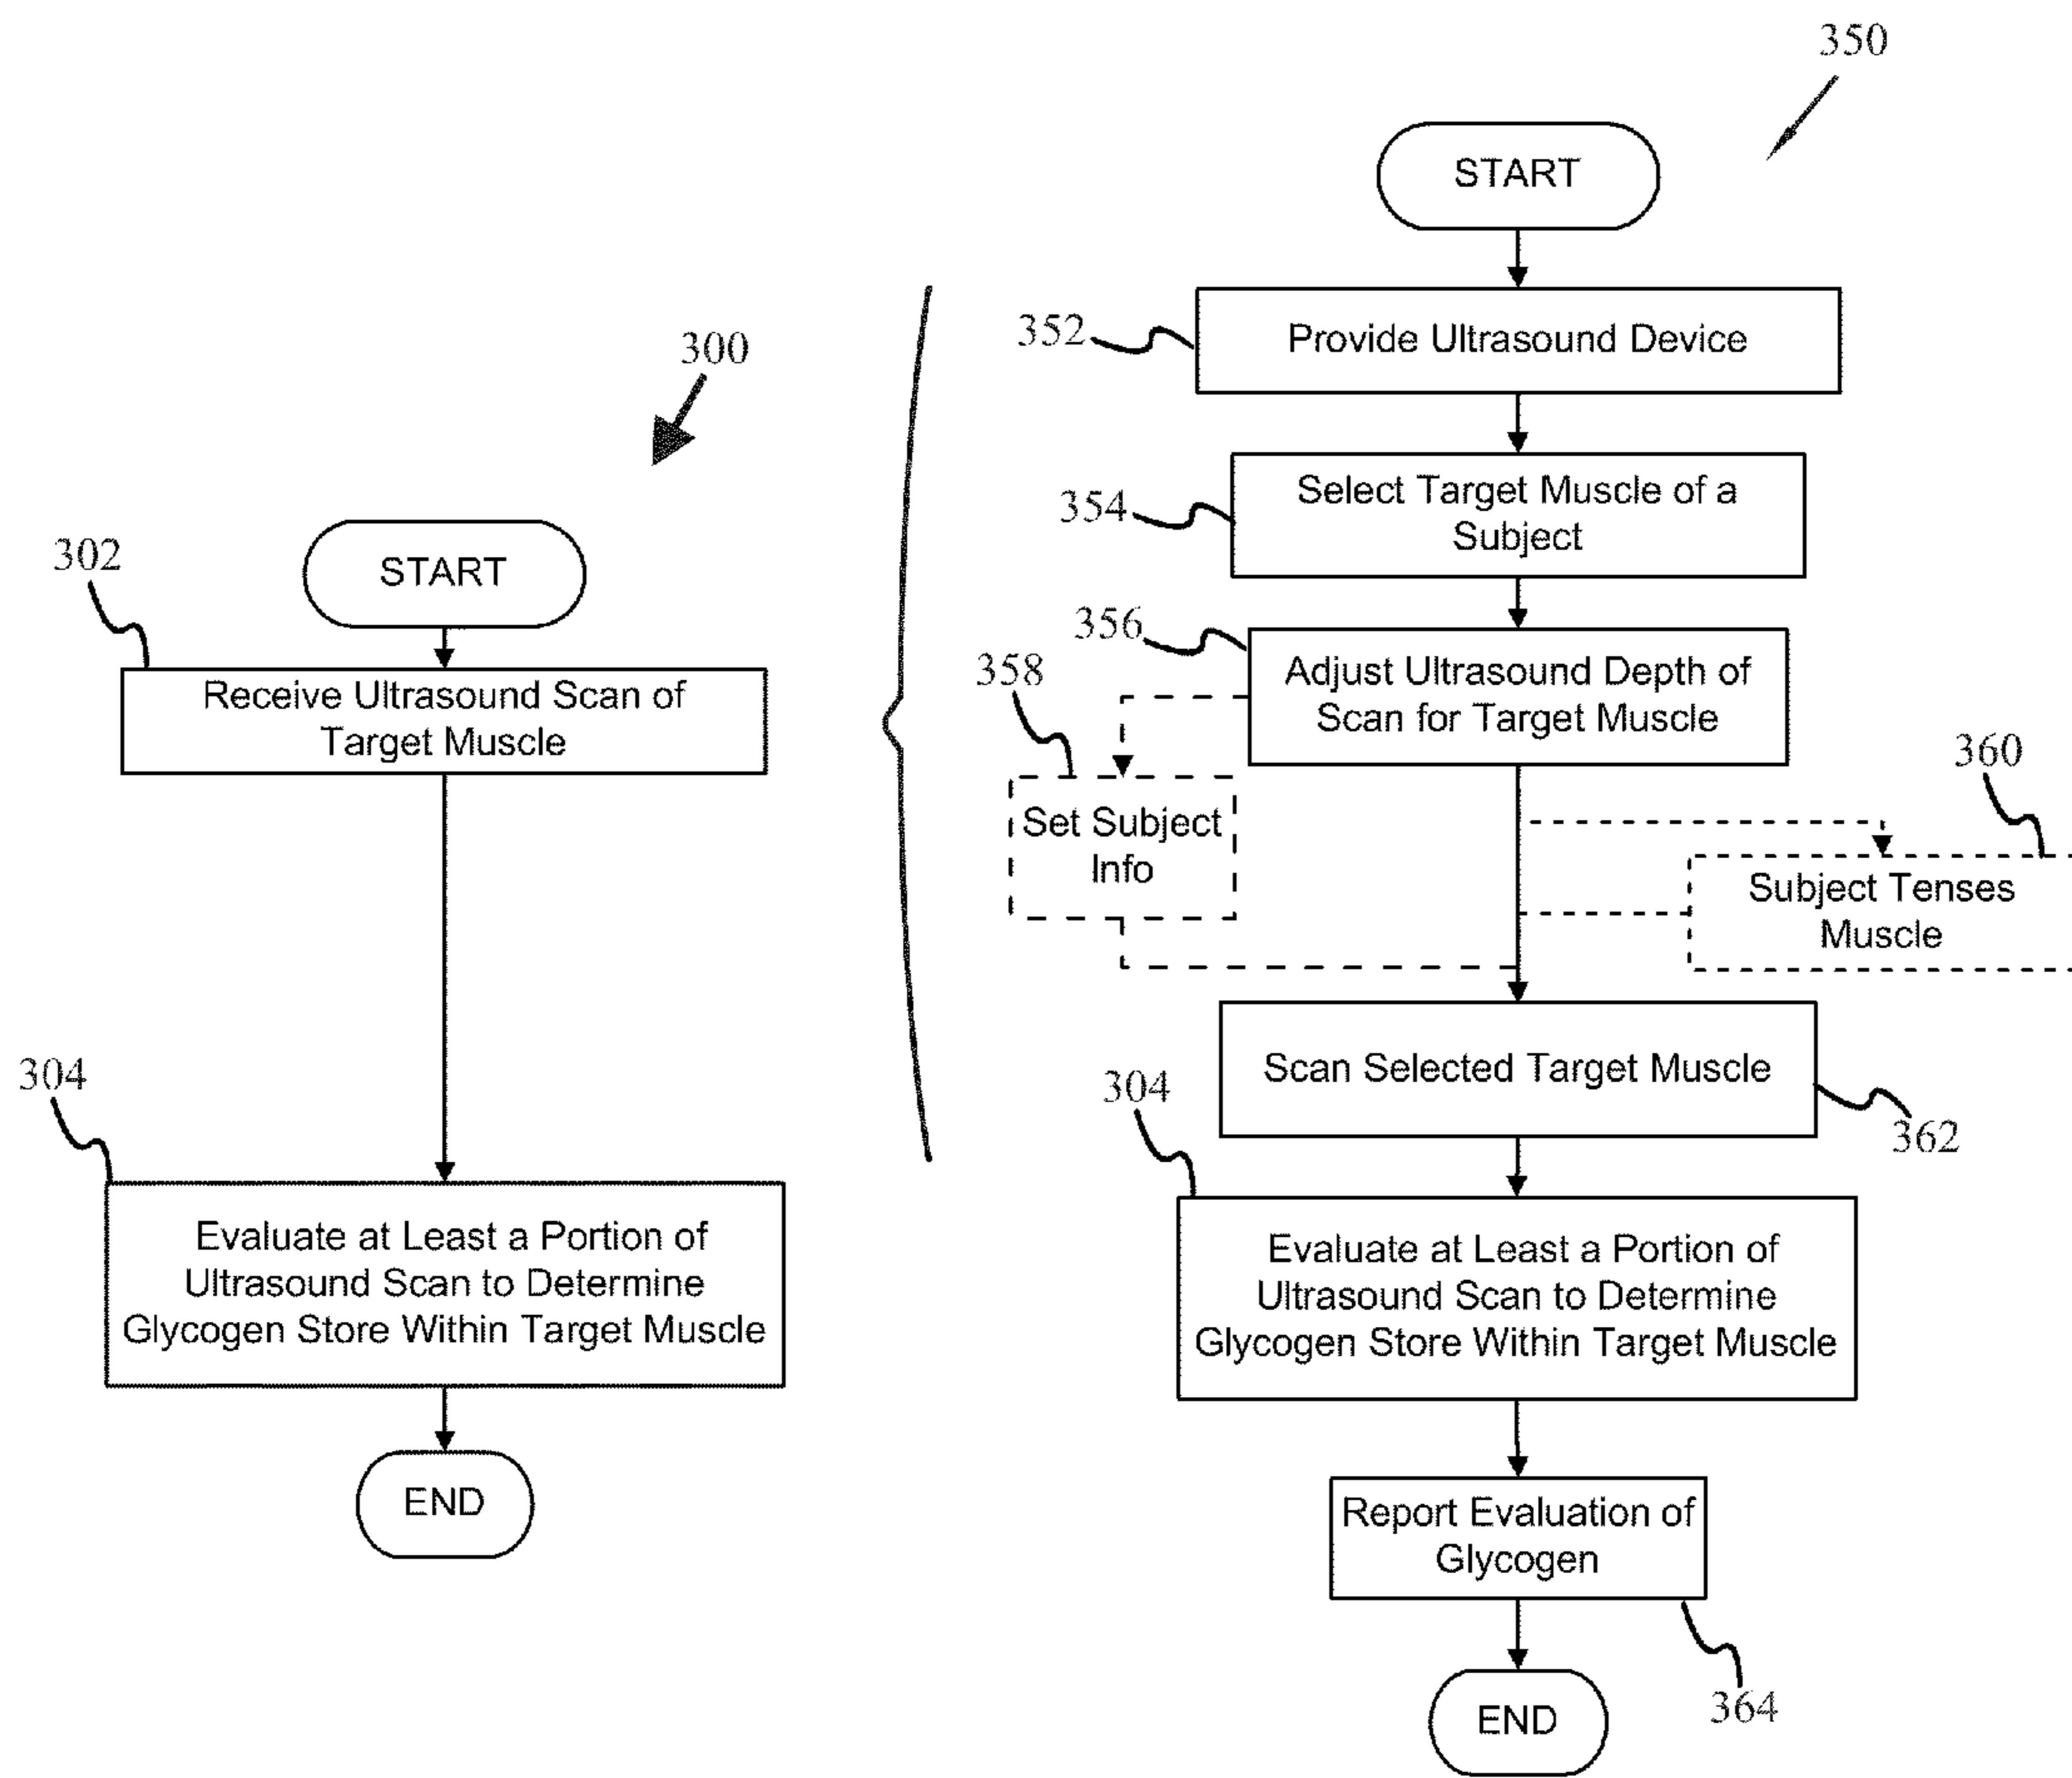 300
START
302
Receive Ultrasound Scan of
Target Muscle
304
Evaluate at Least a Portion of
Ultrasound Scan to Determine
Glycogen Store Within Target Muscle
END
350
START
352
Provide Ultrasound Device
354
Select Target Muscle of a
Subject
356
Adjust Ultrasound Depth of
Scan for Target Muscle
358
Set Subject
Info
360
Subject Tenses
Muscle
Scan Selected Target Muscle
362
304
Evaluate at Least a Portion of
Ultrasound Scan to Determine
Glycogen Store Within Target Muscle
Report Evaluation of
Glycogen
364
END